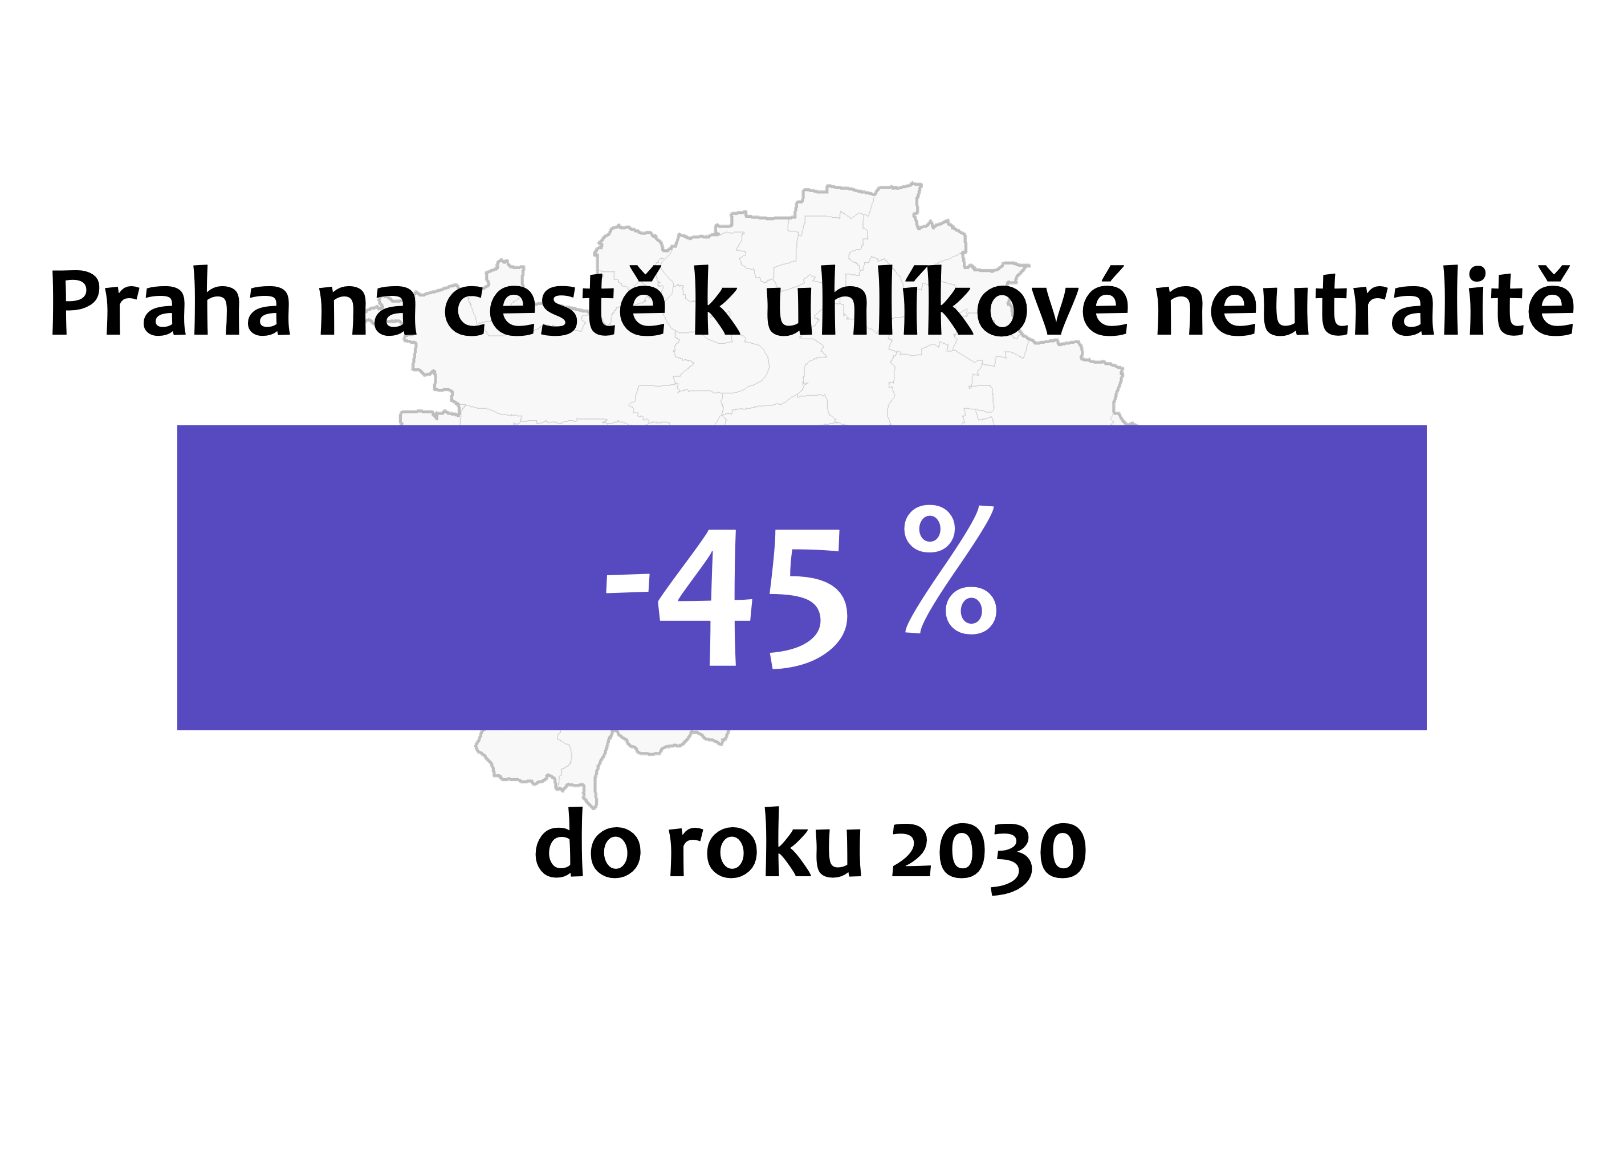 Praha na cestě k uhlíkové neutralitě
-45 %
do roku 2030